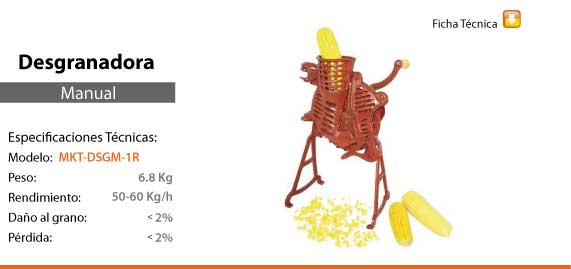 Ficha Técnica
Desgranadora
Manual
Especificaciones Técnicas:
Modelo: MKT-DSGM-1R
Peso: 6.8 Kg
Rendimiento: 50-60 Kg/h
Daño al grano: < 2%
Pérdida: < 2%